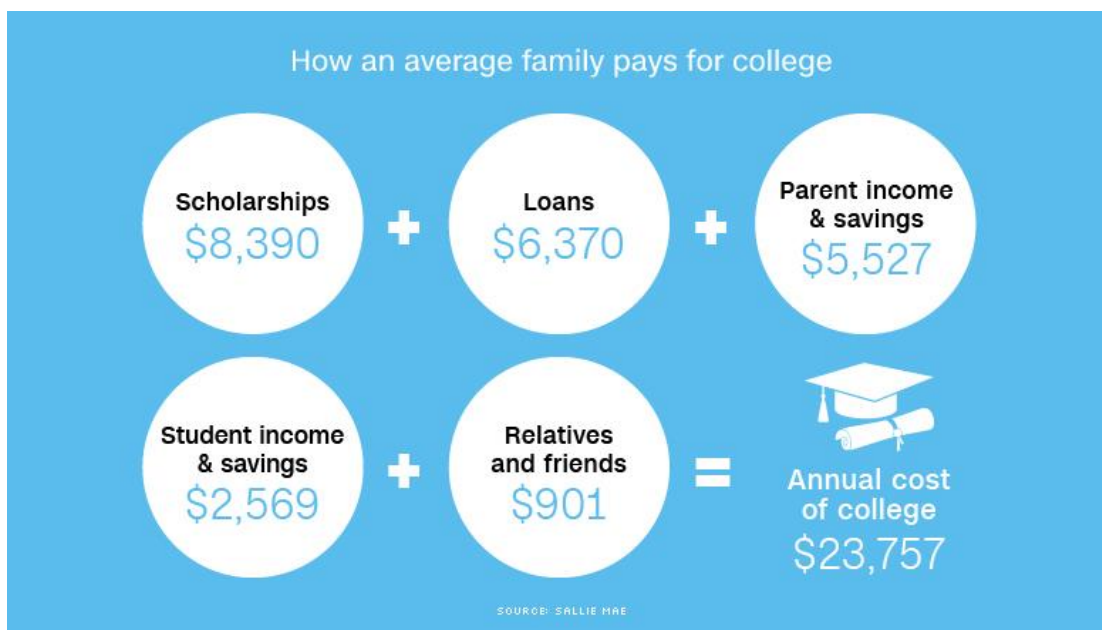 How an average family pays for college
Scholarships
$8,390
+
Loans
$6,370
+
Parent income
& savings
$5,527
Student income
& savings
$2,569
+
Relatives
and friends
$901
=
Annual cost
of college
$23,757
SOURCE: SALLIE MAE